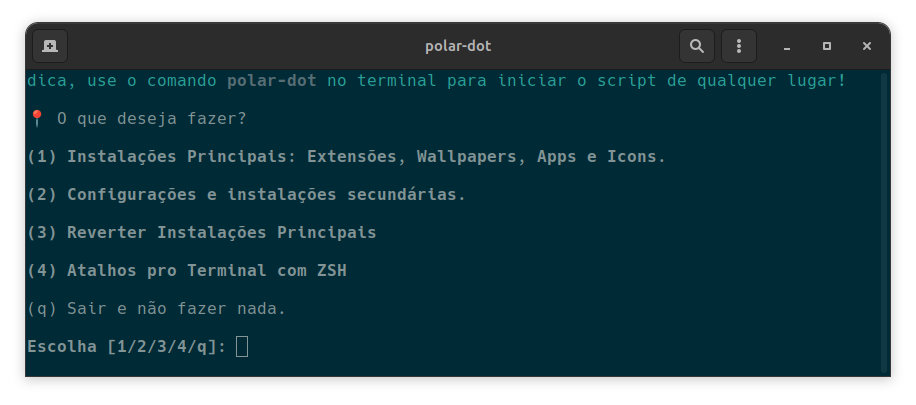 polar-dot
dica, use o comando polar-dot no terminal para iniciar o script de qualquer lugar!
📍 O que deseja fazer?
(1) Instalações Principais: Extensões, Wallpapers, Apps e Icons.
(2) Configurações e instalações secundárias.
(3) Reverter Instalações Principais
(4) Atalhos pro Terminal com ZSH
(q) Sair e não fazer nada.
Escolha [1/2/3/4/q]: